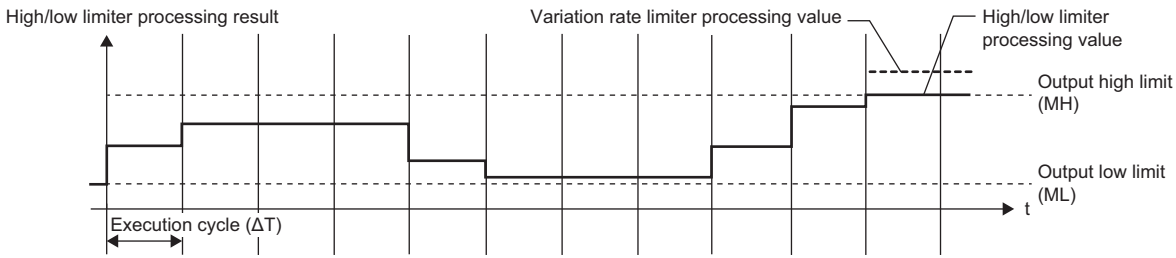 High/low limiter processing result
Variation rate limiter processing value
High/low limiter
processing value
Output high limit
(MH)
Output low limit
(ML)
t
Execution cycle (ΔT)